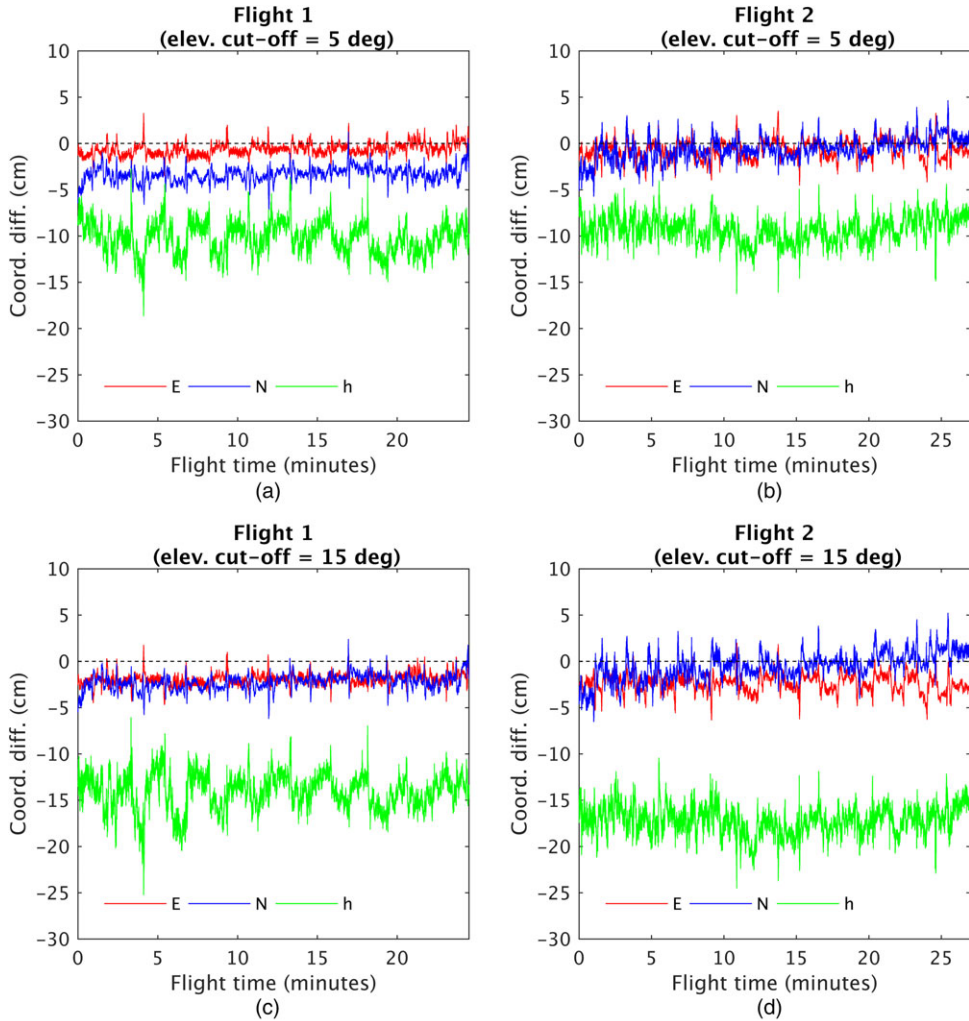 Flight 1
(elev. cut-off = 5 deg)
10
5
0
−5
−10
−15
−20
−25
−30
Coord. diff. (cm)
E N h
0 5 10 15 20
Flight time (minutes)
(a)
Flight 2
(elev. cut-off = 5 deg)
10
5
0
−5
−10
−15
−20
−25
−30
Coord. diff. (cm)
E N h
0 5 10 15 20 25
Flight time (minutes)
(b)
Flight 1
(elev. cut-off = 15 deg)
10
5
0
−5
−10
−15
−20
−25
−30
Coord. diff. (cm)
E N h
0 5 10 15 20
Flight time (minutes)
(c)
Flight 2
(elev. cut-off = 15 deg)
10
5
0
−5
−10
−15
−20
−25
−30
Coord. diff. (cm)
E N h
0 5 10 15 20 25
Flight time (minutes)
(d)